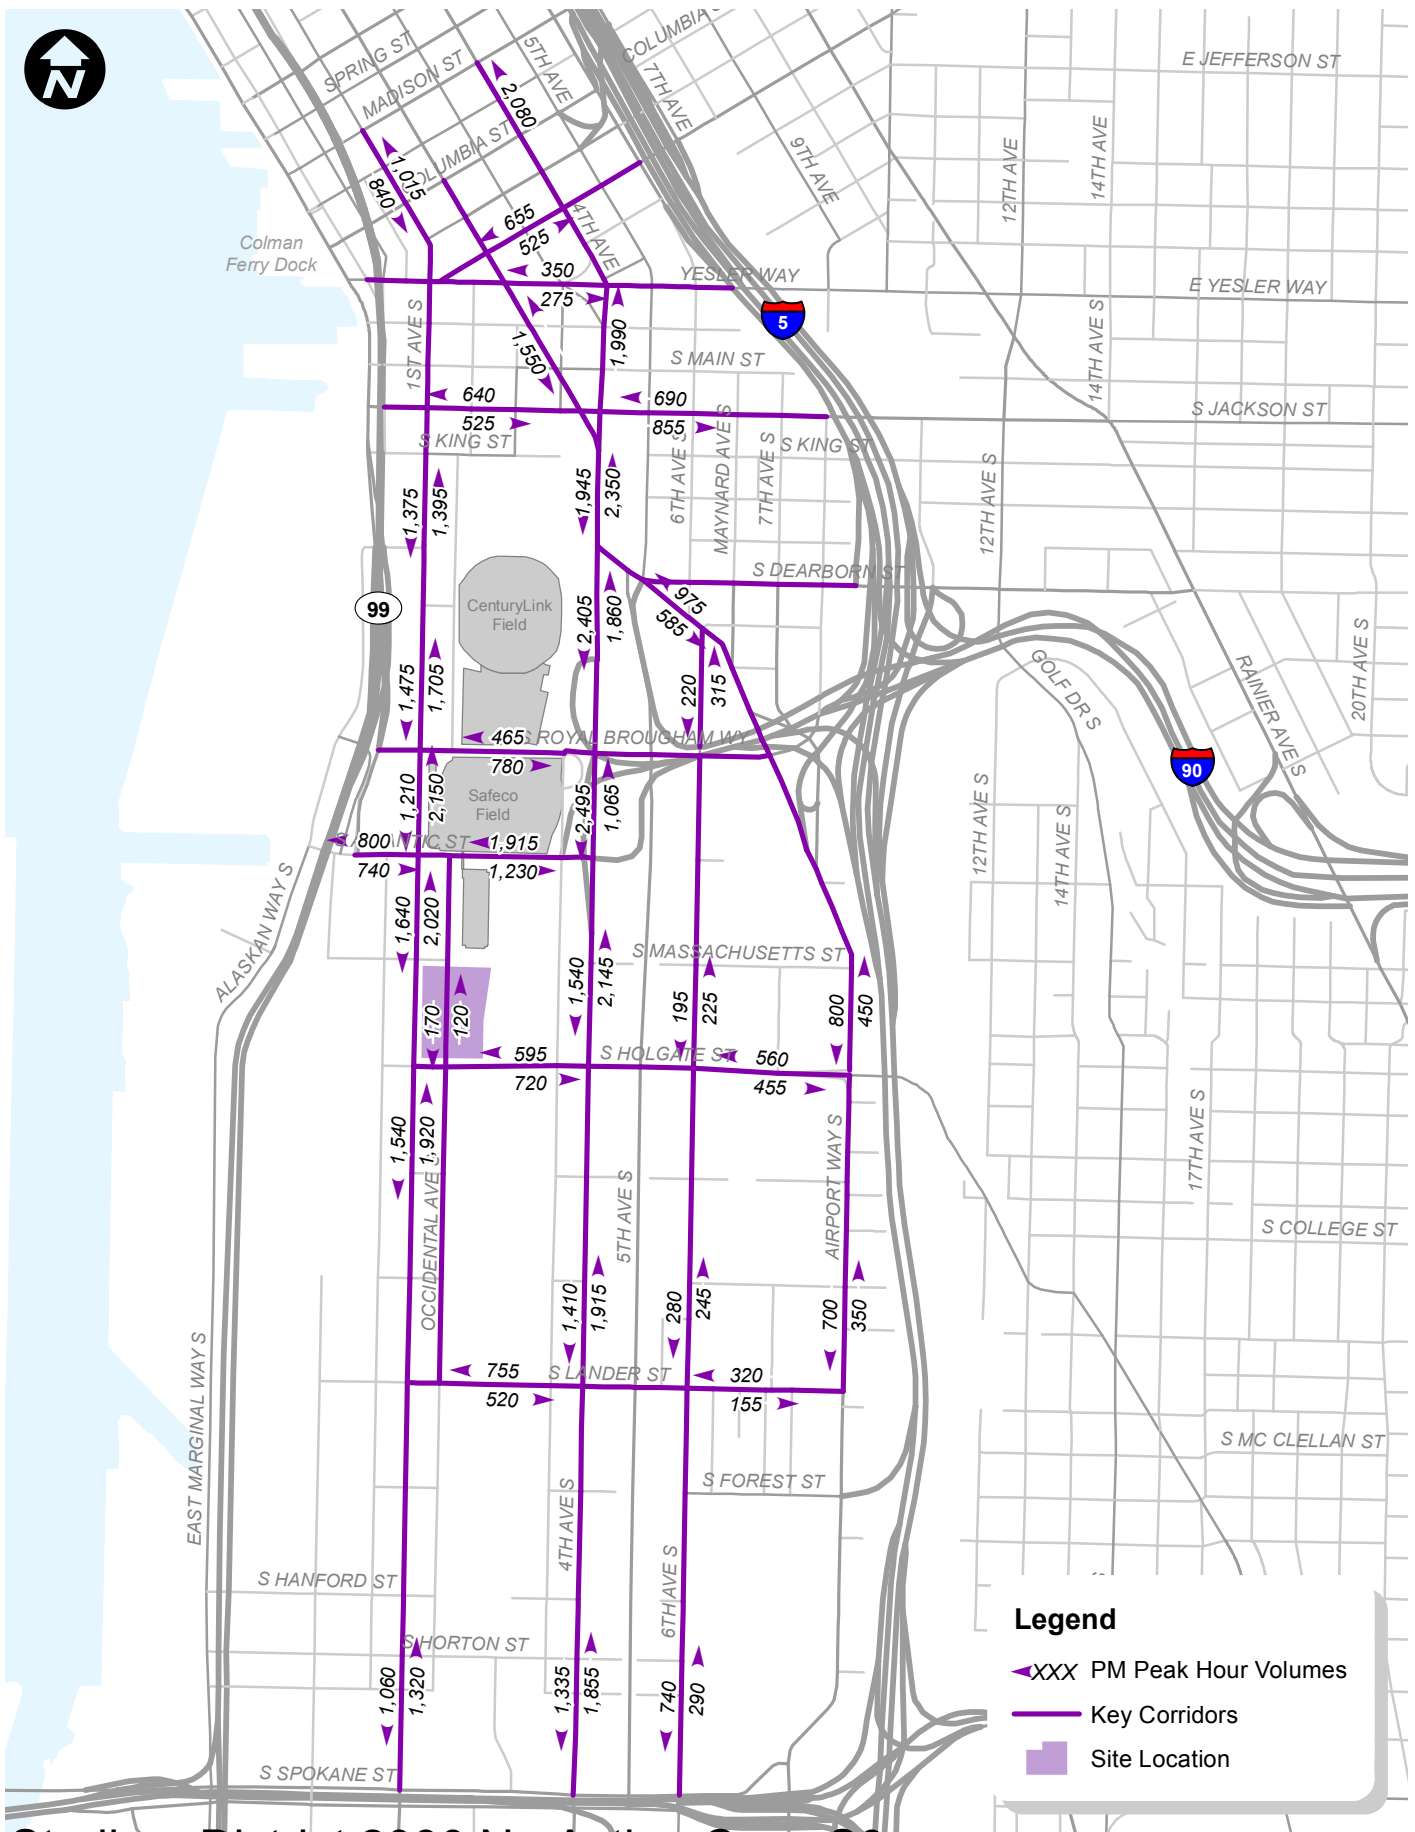 N
SPRING ST
MADISON ST
COLUMBIA ST
5TH AVE
7TH AVE
9TH AVE
E JEFFERSON ST
12TH AVE
14TH AVE
2,080
1,015
840
655
525
4TH AVE
Colman
Ferry Dock
350
275
YESLER WAY
E YESLER WAY
5
1ST AVE S
1,550
1,990
S MAIN ST
14TH AVE S
640
525
690
855
S JACKSON ST
S KING ST
S KING ST
6TH AVE S
MAYNARD AVE S
7TH AVE S
12TH AVE S
1,375
1,395
1,945
2,350
S DEARBORN ST
99
CenturyLink
Field
2,405
1,860
975
585
220
315
1,475
1,705
GOLF DR S
RAINIER AVE S
20TH AVE S
465
780
S ROYAL BROUGHAM WY
90
1,210
2,150
Safeco
Field
2,495
1,065
12TH AVE S
14TH AVE S
800
740
1,915
1,230
ALASKAN WAY S
1,640
2,020
S MASSACHUSETTS ST
1,540
2,145
195
225
800
450
170
120
595
720
S HOLGATE ST
560
455
1,540
1,920
OCCIDENTAL AVE S
5TH AVE S
AIRPORT WAY S
17TH AVE S
S COLLEGE ST
1,410
1,915
280
245
700
350
EAST MARGINAL WAY S
755
520
S LANDER ST
320
155
S MC CLELLAN ST
S FOREST ST
4TH AVE S
6TH AVE S
S HANFORD ST
S HORTON ST
1,060
1,320
1,335
1,855
740
290
S SPOKANE ST
Legend
XXX PM Peak Hour Volumes
Key Corridors
Site Location